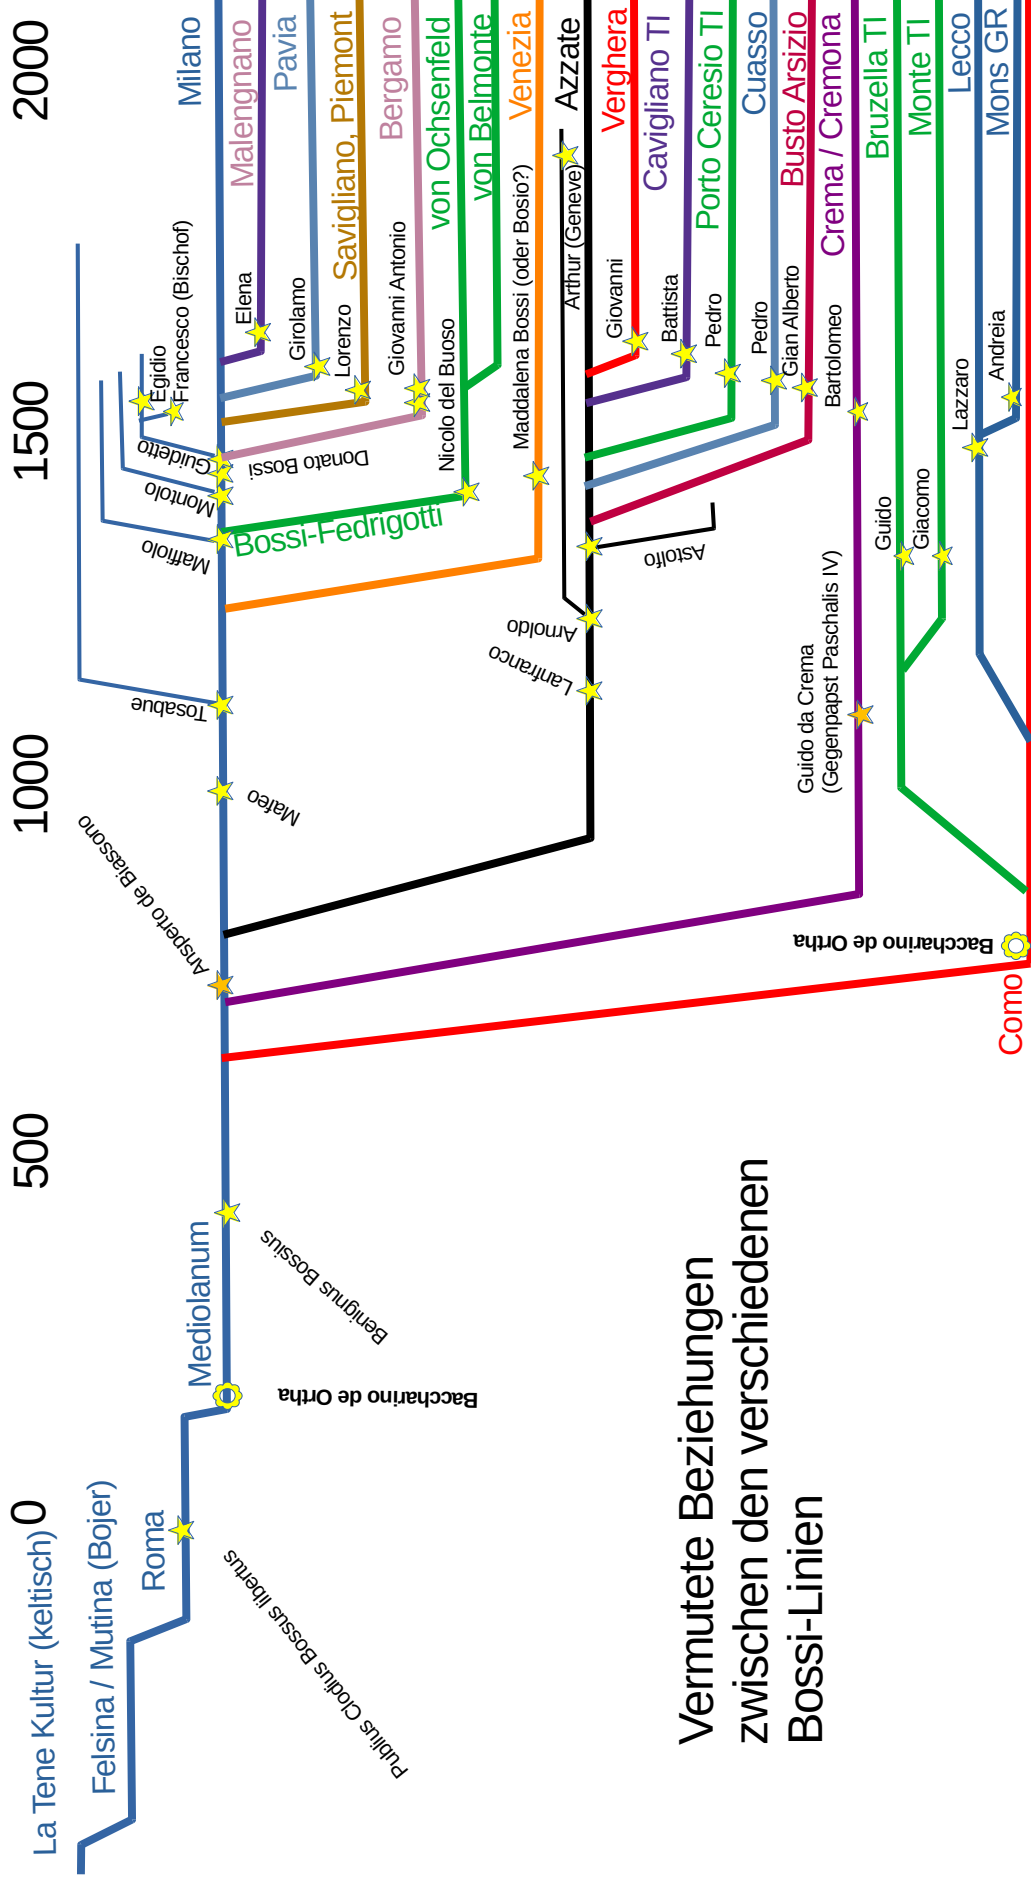 2000
1500
1000
500
0
La Tene Kultur (keltisch)
Felsina / Mutina (Bojer)
Roma
Mediolanum
Milano
Malengnano
Pavia
Savigliano, Piemont
Bergamo
von Ochsenfeld
von Belmonte
Venezia
Azzate
Verghera
Cavigliano TI
Porto Ceresio TI
Cuasso
Busto Arsizio
Crema / Cremona
Bruzella TI
Monte TI
Lecco
Mons GR
Como
Egidio
Francesco (Bischof)
Elena
Girolamo
Lorenzo
Giovanni Antonio
Nicolo del Buoso
Maddalena Bossi (oder Bosio?)
Arthur (Geneve)
Giovanni
Battista
Pedro
Pedro
Gian Alberto
Bartolomeo
Lazzaro
Andreia
Guido
Giacomo
Guidetto
Donato Bossi
Montolo
Maffiolo
Bossi-Fedrigotti
Astolfo
Arnoldo
Lanfranco
Tosabue
Mafeo
Ansperto de Biassono
Guido da Crema
(Gegenpapst Paschalis IV)
Baccharino de Ortha
Benignus Bossius
Baccharino de Ortha
Publius Clodius Bossus libertus
Vermutete Beziehungen
zwischen den verschiedenen
Bossi-Linien